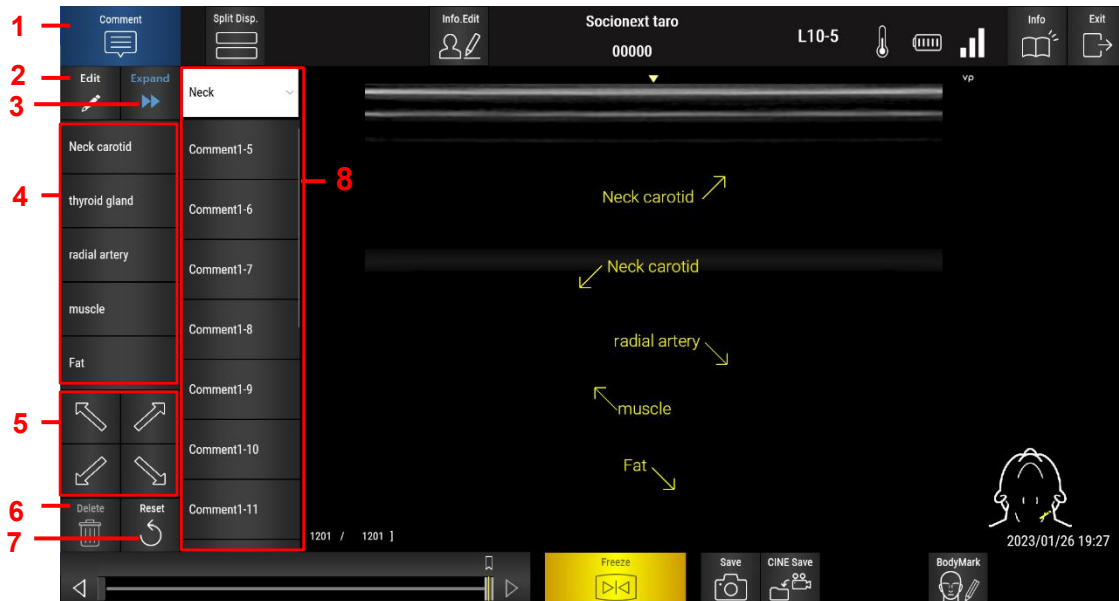 1
Comment
Split Disp.
Info.Edit
Socionext taro
00000
L10-5
Info
Exit
2
Edit
Expand
3
Neck
vp
4
Neck carotid
thyroid gland
radial artery
muscle
Fat
Comment1-5
Comment1-6
Comment1-7
Comment1-8
Comment1-9
Comment1-10
Comment1-11
8
Neck carotid
Neck carotid
radial artery
muscle
Fat
5
6
Delete
Reset
7
1201 / 1201 ]
2023/01/26 19:27
Freeze
Save
CINE Save
BodyMark